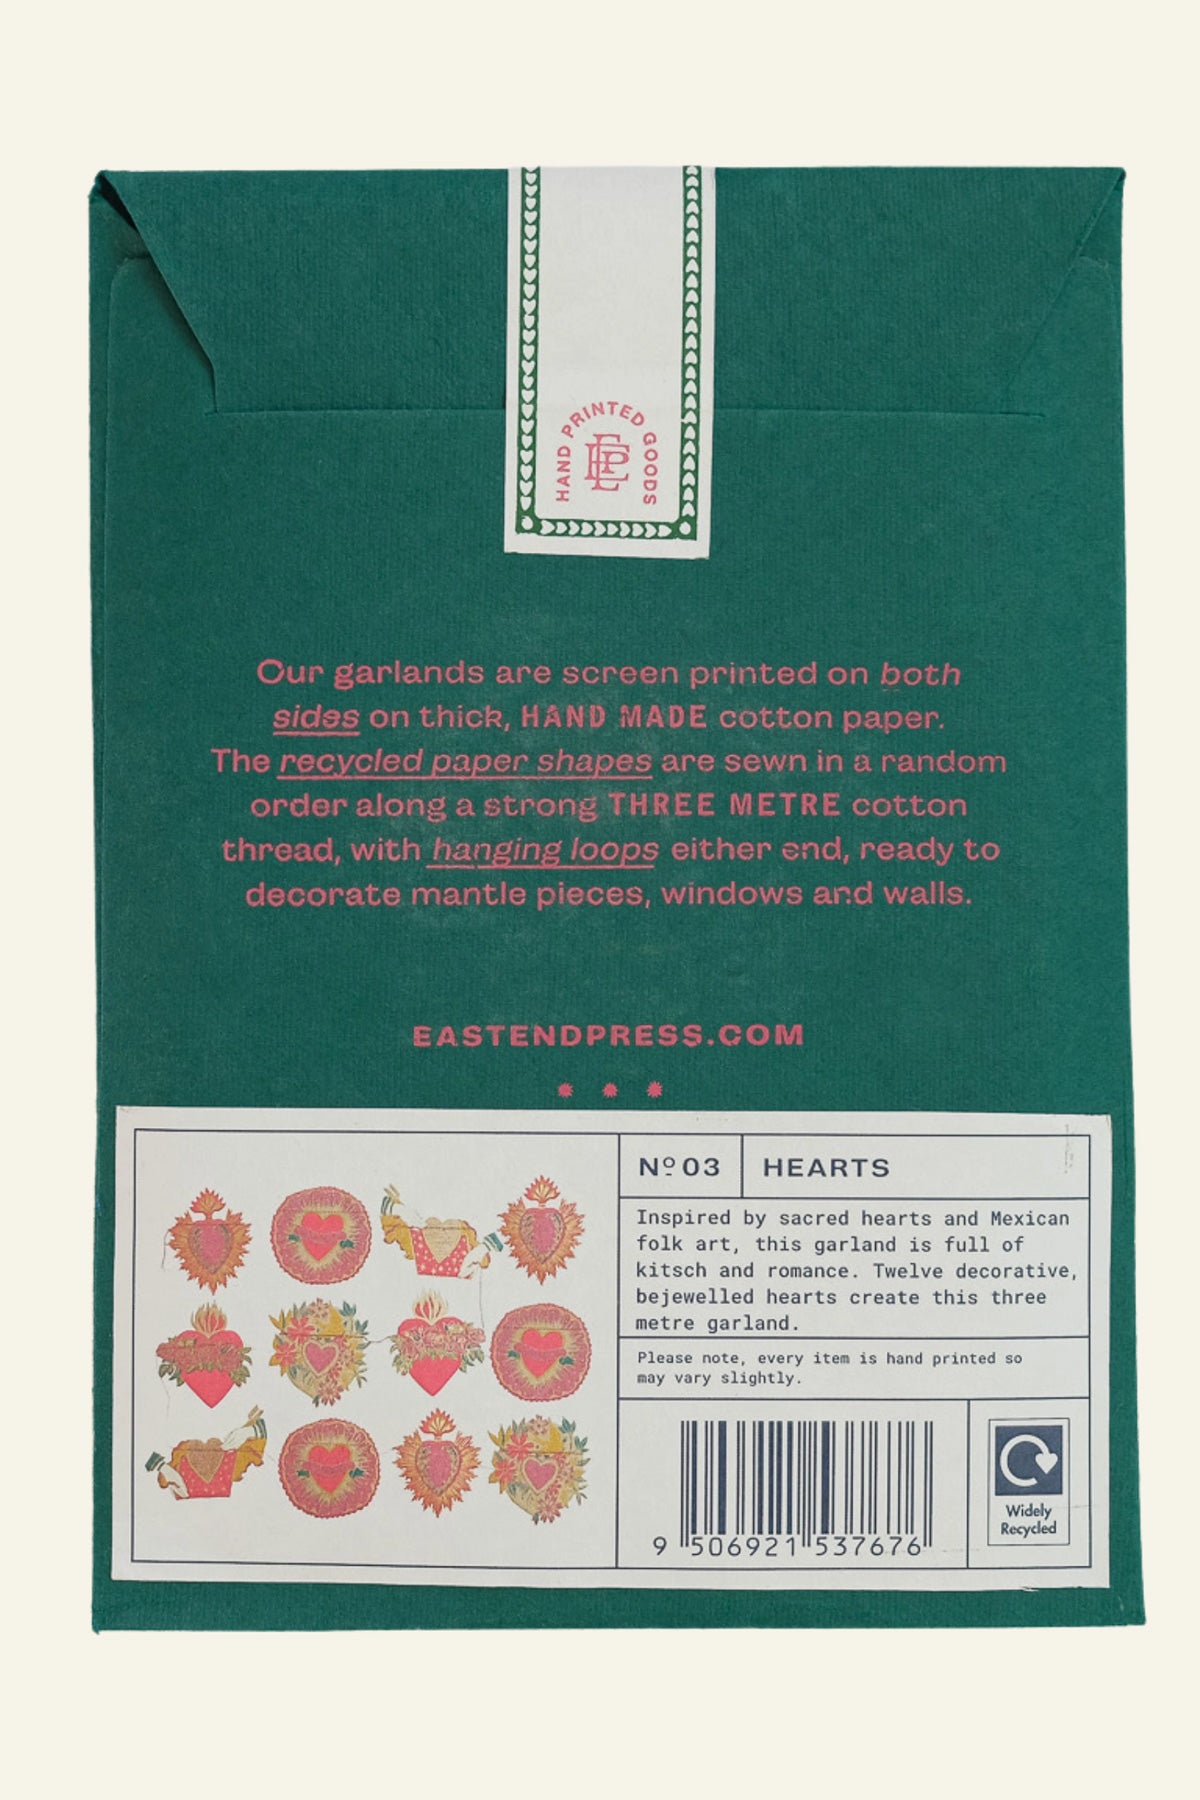 HAND PRINTED GOODS
EEP
Our garlands are screen printed on both
sides on thick, HAND MADE cotton paper.
The recycled paper shapes are sewn in a random
order along a strong THREE METRE cotton
thread, with hanging loops either end, ready to
decorate mantle pieces, windows and walls.
EASTENDPRESS.COM
Nº 03
HEARTS
Inspired by sacred hearts and Mexican
folk art, this garland is full of
kitsch and romance. Twelve decorative,
bejewelled hearts create this three
metre garland.
Please note, every item is hand printed so
may vary slightly.
9 506921 537676
Widely
Recycled